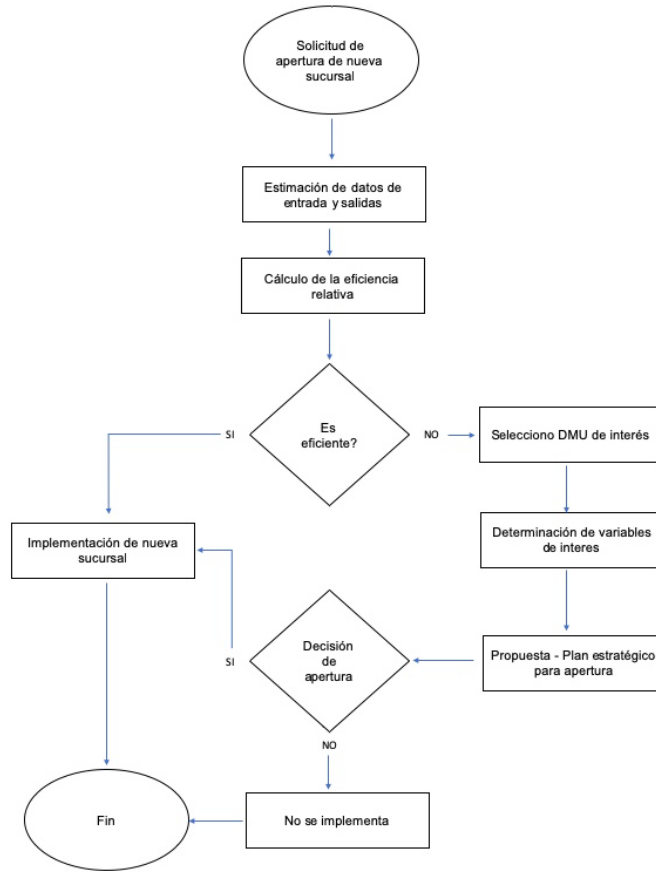 Solicitud de
apertura de nueva
sucursal
Estimación de datos de
entrada y salidas
Cálculo de la eficiencia
relativa
Es
eficiente?
SI
NO
Selecciono DMU de interés
Implementación de nueva
sucursal
Determinación de variables
de interes
Decisión
de
apertura
SI
Propuesta - Plan estratégico
para apertura
NO
No se implementa
Fin